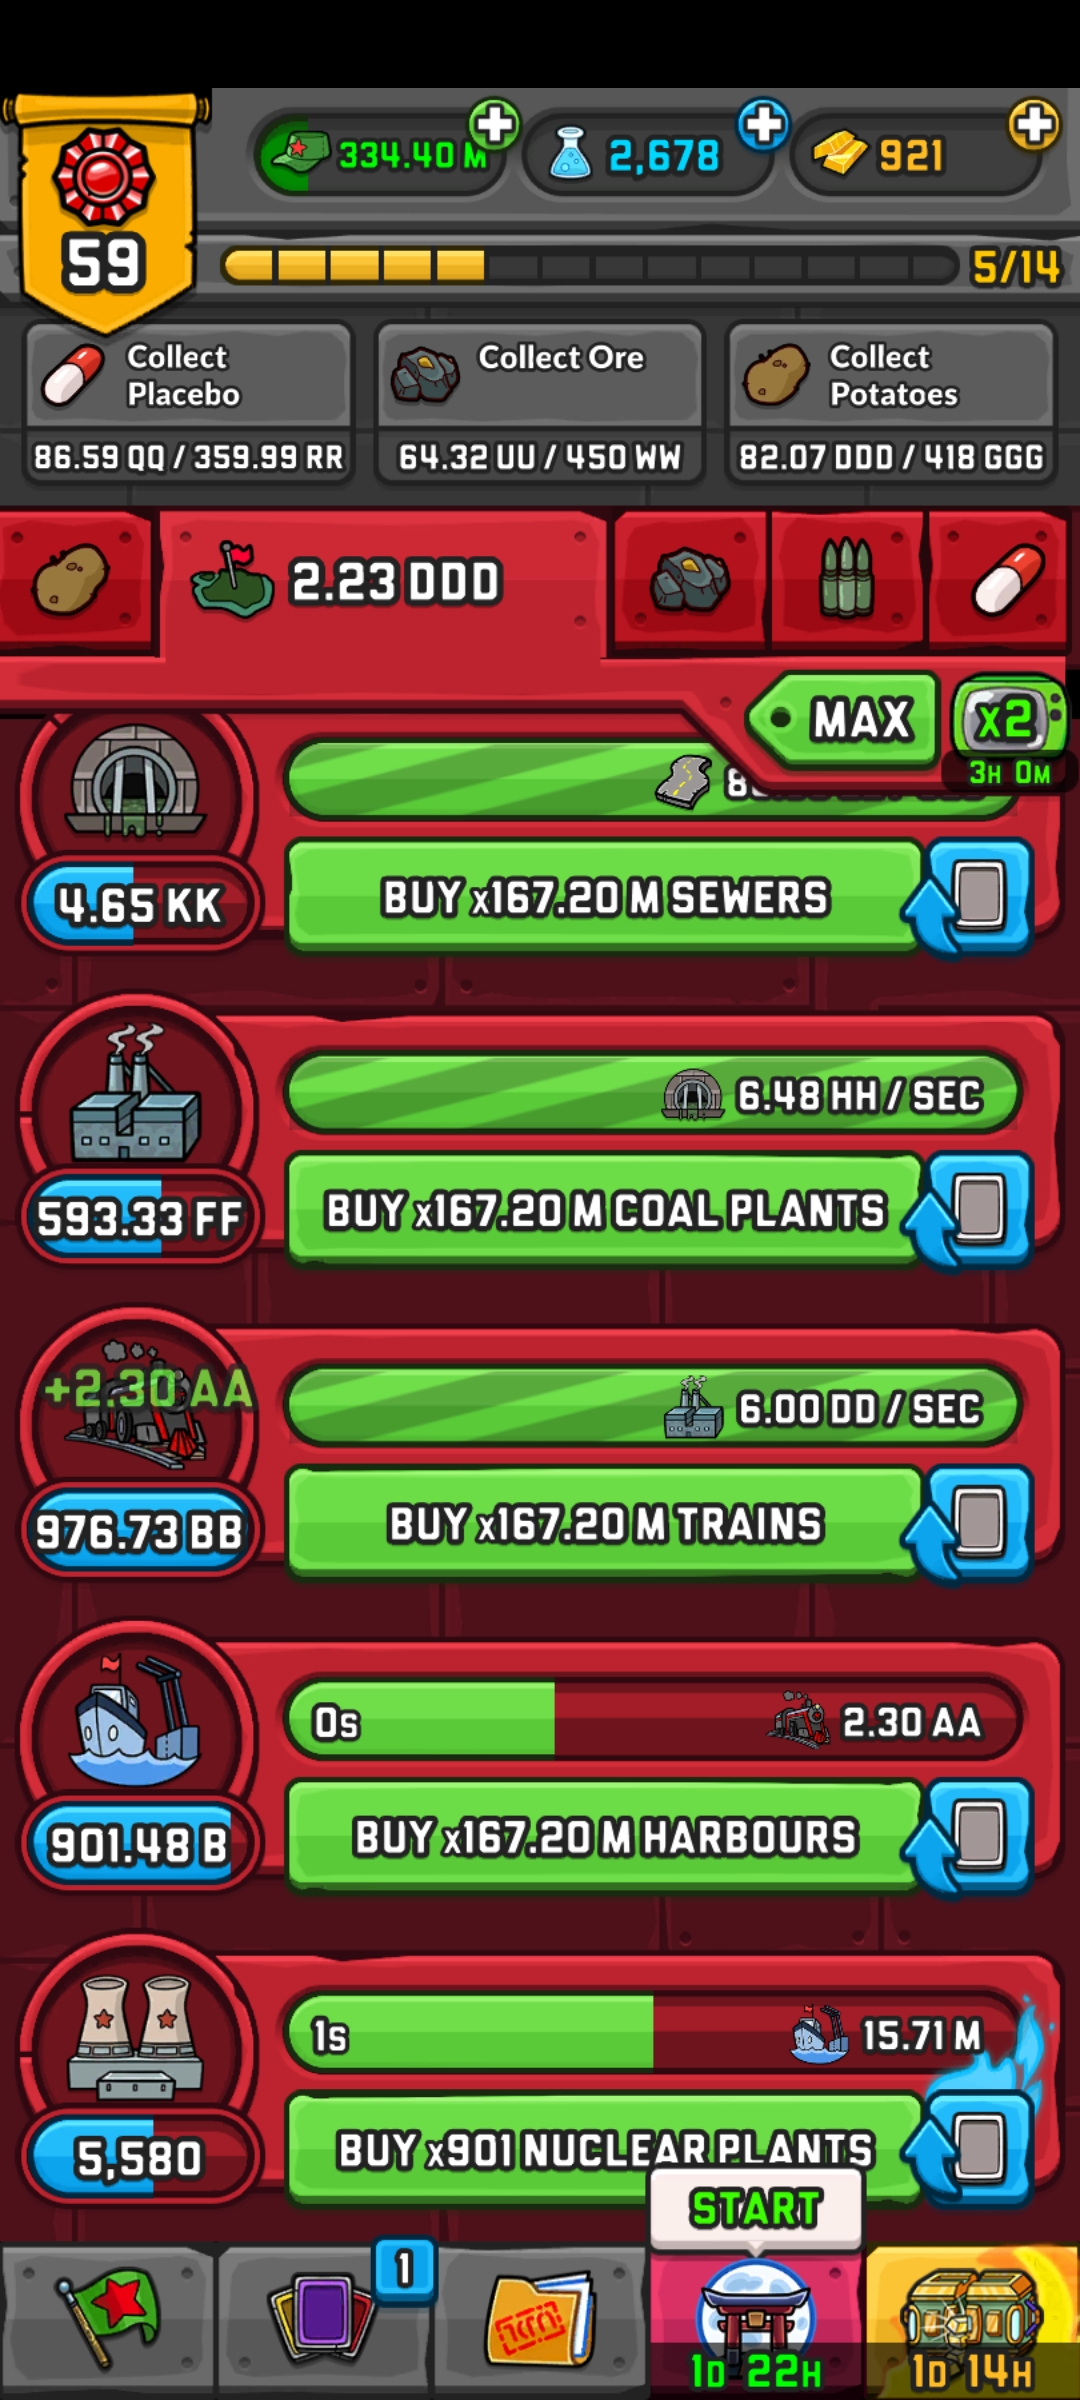 334.40 M
2,678
921
59
5/14
Collect
Placebo
Collect Ore
Collect
Potatoes
86.59 QQ / 359.99 RR
64.32 UU / 450 WW
82.07 DDD / 418 GGG
2.23 DDD
MAX
x2
3H 0M
4.65 KK
BUY x167.20 M SEWERS
6.48 HH / SEC
593.33 FF
BUY x167.20 M COAL PLANTS
+2.30 AA
6.00 DD / SEC
976.73 BB
BUY x167.20 M TRAINS
0s
2.30 AA
901.48 B
BUY x167.20 M HARBOURS
1s
15.71 M
5,580
BUY x901 NUCLEAR PLANTS
START
1
1D 22H
1D 14H